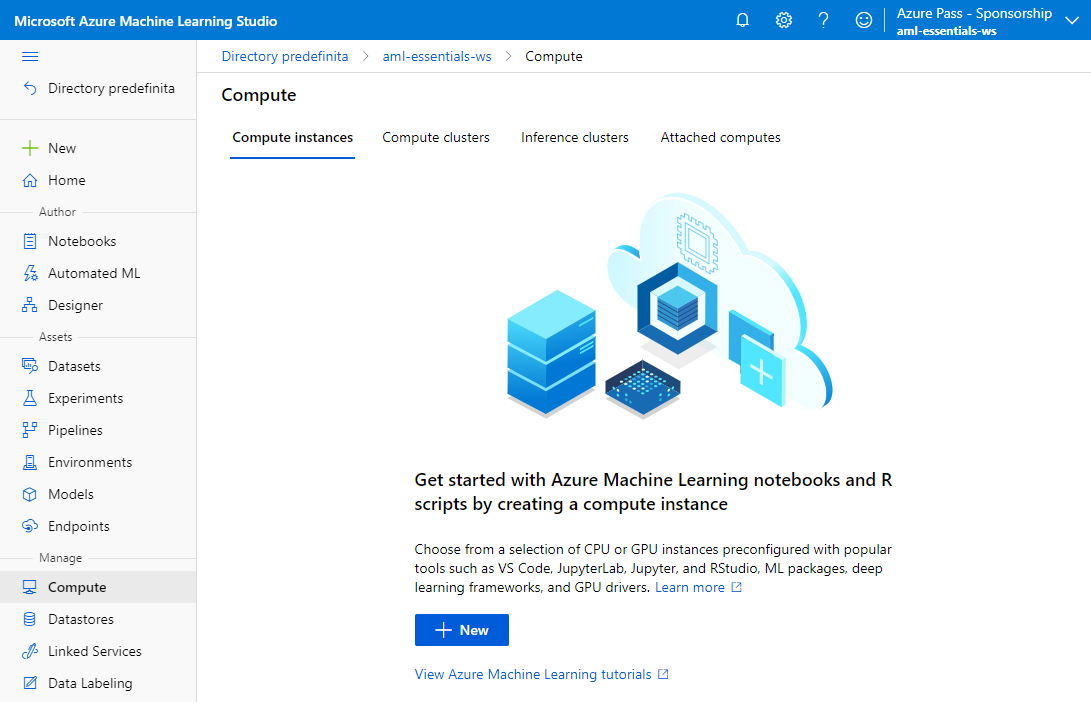 Microsoft Azure Machine Learning Studio
?
Azure Pass - Sponsorship
aml-essentials-ws
Directory predefinita
New
Home
Author
Notebooks
Automated ML
Designer
Assets
Datasets
Experiments
Pipelines
Environments
Models
Endpoints
Manage
Compute
Datastores
Linked Services
Data Labeling
Directory predefinita > aml-essentials-ws > Compute
Compute
Compute instances Compute clusters Inference clusters Attached computes
Get started with Azure Machine Learning notebooks and R
scripts by creating a compute instance
Choose from a selection of CPU or GPU instances preconfigured with popular
tools such as VS Code, JupyterLab, Jupyter, and RStudio, ML packages, deep
learning frameworks, and GPU drivers. Learn more
New
View Azure Machine Learning tutorials